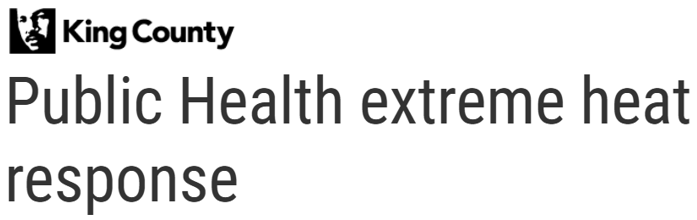 King County
Public Health extreme heat
response